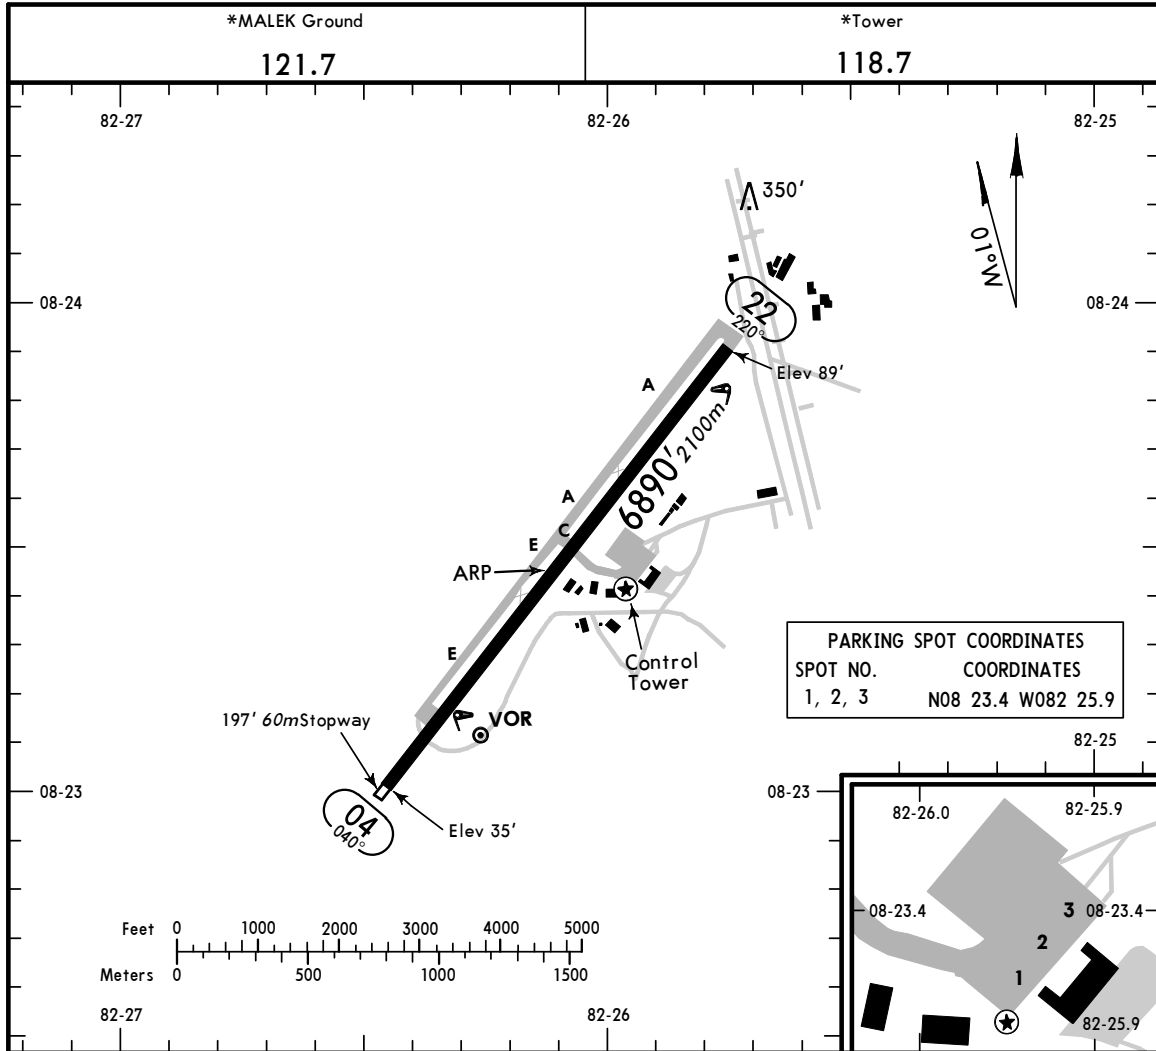 *MALEK Ground
121.7
*Tower
118.7
82-27
82-26
82-25
350'
01°W
08-24
08-24
22
220°
Elev 89'
A
6890' 2100m
A
C
E
ARP
Control
Tower
E
PARKING SPOT COORDINATES
SPOT NO. COORDINATES
1, 2, 3 N08 23.4 W082 25.9
197' 60mStopway
VOR
82-25
08-23
08-23
04
040°
Elev 35'
82-26.0
82-25.9
08-23.4
3
08-23.4
2
1
82-25.9
Feet 0 1000 2000 3000 4000 5000
Meters 0 500 1000 1500
82-27
82-26